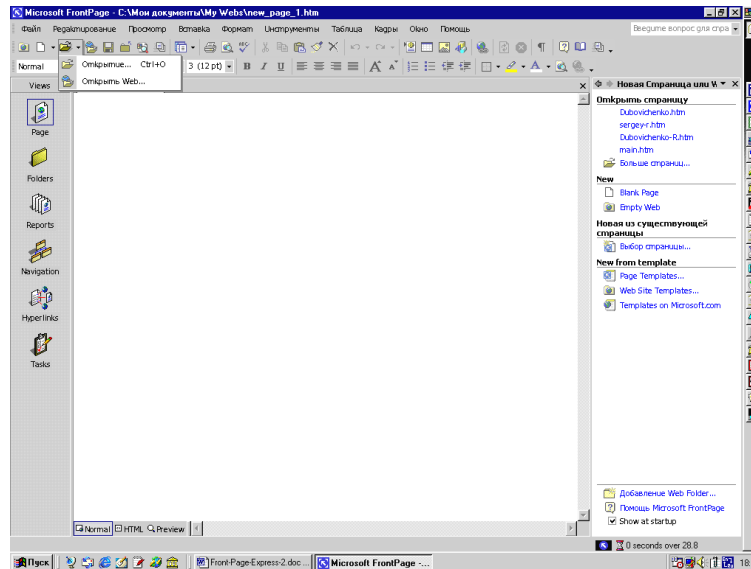 Microsoft FrontPage - C:\Мои документы\My Webs\new_page_1.htm
Файл Редактирование Просмотр Вставка Формат Инструменты Таблица Кадры Окно Помощь
Введите вопрос для спра
Normal
3 (12 pt)
Открытие... Ctrl+O
Открыть Web...
Views
Page
Folders
Reports
Navigation
Hyperlinks
Tasks
Новая Страница или W
Открыть страницу
Dubovichenko.htm
sergey-r.htm
Dubovichenko-R.htm
main.htm
Больше страниц...
New
Blank Page
Empty Web
Новая из существующей
страницы
Выбор страницы...
New from template
Page Templates...
Web Site Templates...
Templates on Microsoft.com
Добавление Web Folder...
Помощь Microsoft FrontPage
Show at startup
Normal HTML Preview
0 seconds over 28.8
Пуск
Front-Page-Express-2.doc ...
Microsoft FrontPage -...
18